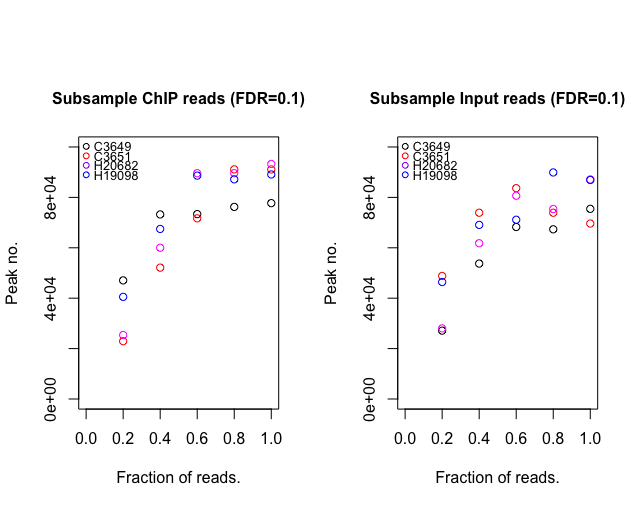 Subsample ChIP reads (FDR=0.1)
C3649
C3651
H20682
H19098
Peak no.
0e+00
4e+04
8e+04
0.0 0.2 0.4 0.6 0.8 1.0
Fraction of reads.
Subsample Input reads (FDR=0.1)
C3649
C3651
H20682
H19098
Peak no.
0e+00
4e+04
8e+04
0.0 0.2 0.4 0.6 0.8 1.0
Fraction of reads.